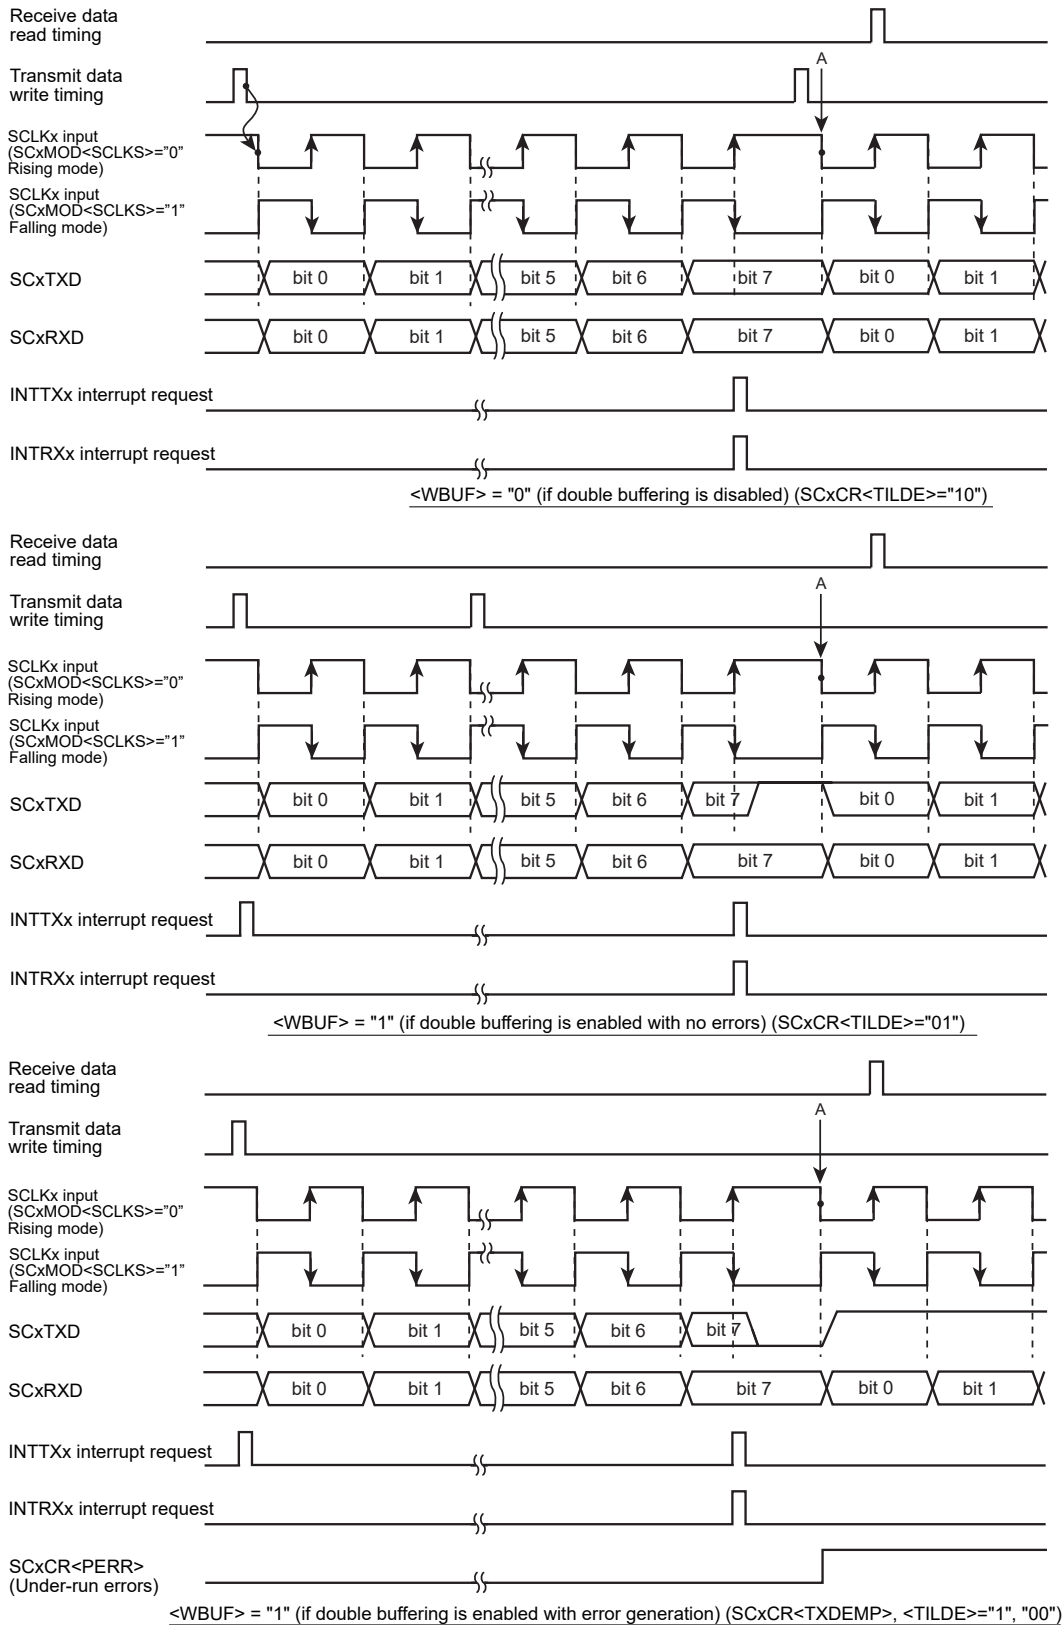 Receive data
read timing
A
Transmit data
write timing
SCLKx input
(SCxMOD<SCLKS>="0"
Rising mode)
SCLKx input
(SCxMOD<SCLKS>="1"
Falling mode)
SCxTXD bit 0 bit 1 bit 5 bit 6 bit 7 bit 0 bit 1
SCxRXD bit 0 bit 1 bit 5 bit 6 bit 7 bit 0 bit 1
INTTXx interrupt request
INTRXx interrupt request
<WBUF> = "0" (if double buffering is disabled) (SCxCR<TILDE>="10")
Receive data
read timing
A
Transmit data
write timing
SCLKx input
(SCxMOD<SCLKS>="0"
Rising mode)
SCLKx input
(SCxMOD<SCLKS>="1"
Falling mode)
SCxTXD bit 0 bit 1 bit 5 bit 6 bit 7 bit 0 bit 1
SCxRXD bit 0 bit 1 bit 5 bit 6 bit 7 bit 0 bit 1
INTTXx interrupt request
INTRXx interrupt request
<WBUF> = "1" (if double buffering is enabled with no errors) (SCxCR<TILDE>="01")
Receive data
read timing
A
Transmit data
write timing
SCLKx input
(SCxMOD<SCLKS>="0"
Rising mode)
SCLKx input
(SCxMOD<SCLKS>="1"
Falling mode)
SCxTXD bit 0 bit 1 bit 5 bit 6 bit 7
SCxRXD bit 0 bit 1 bit 5 bit 6 bit 7 bit 0 bit 1
INTTXx interrupt request
INTRXx interrupt request
SCxCR<PERR>
(Under-run errors)
<WBUF> = "1" (if double buffering is enabled with error generation) (SCxCR<TXDEMP>, <TILDE>="1", "00")